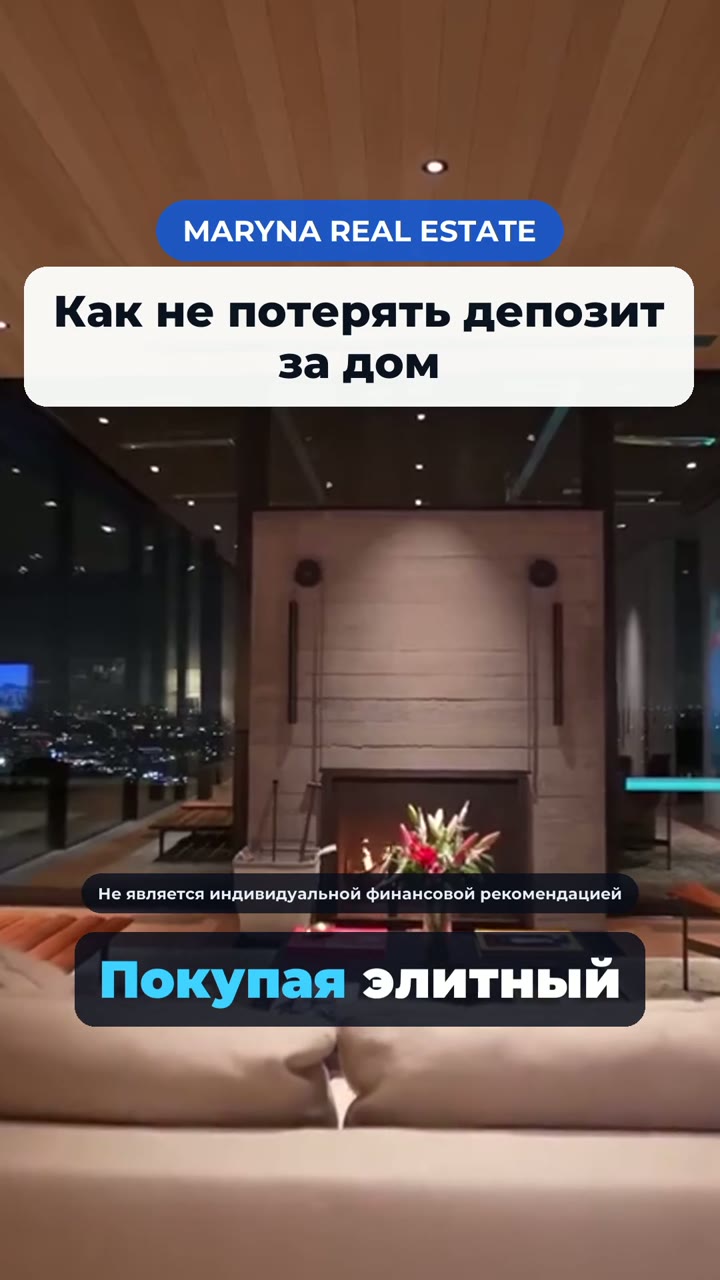 MARYNA REAL ESTATE
Как не потерять депозит
за дом
Не является индивидуальной финансовой рекомендацией
Покупая элитный